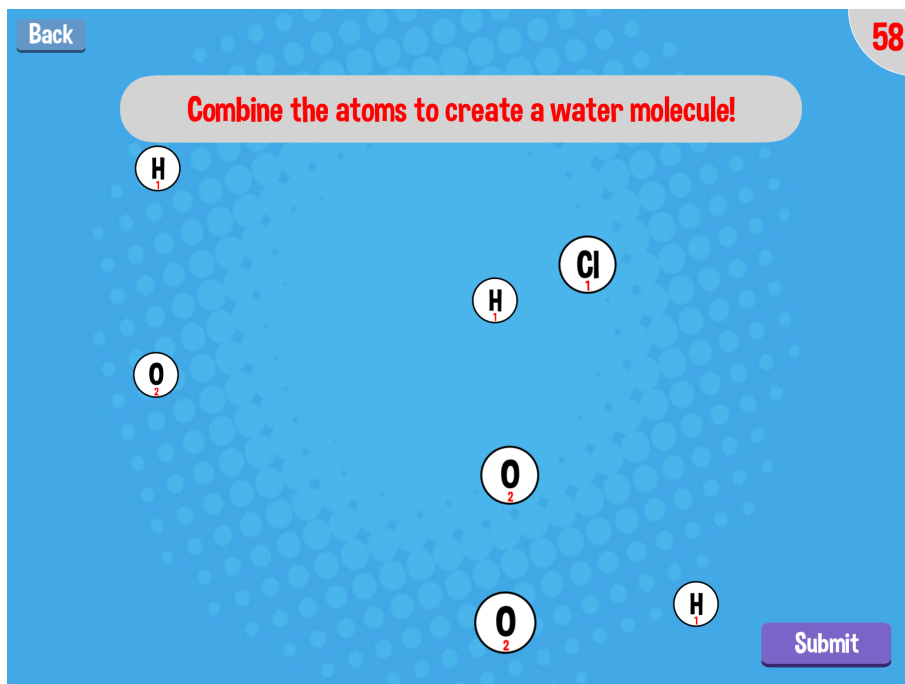 Back
58
Combine the atoms to create a water molecule!
H
1
Cl
1
H
1
O
2
O
2
O
2
H
1
Submit